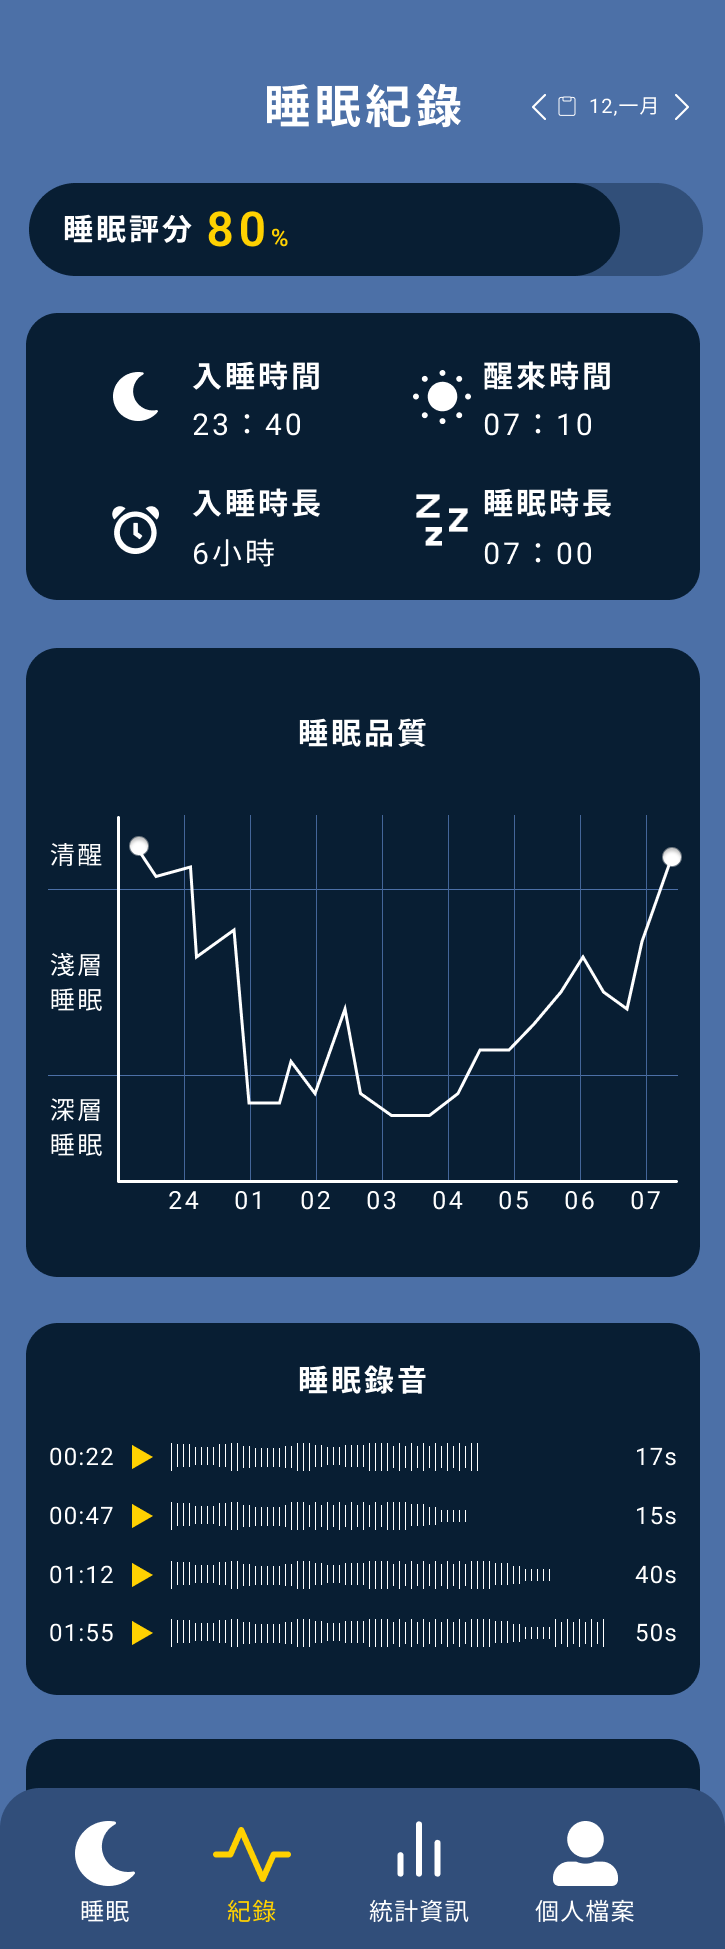 睡眠紀錄
12,一月
睡眠評分 80%
入睡時間
23：40
醒來時間
07：10
入睡時長
6小時
睡眠時長
07：00
睡眠品質
清醒
淺層
睡眠
深層
睡眠
24 01 02 03 04 05 06 07
睡眠錄音
00:22 17s
00:47 15s
01:12 40s
01:55 50s
睡眠 紀錄 統計資訊 個人檔案